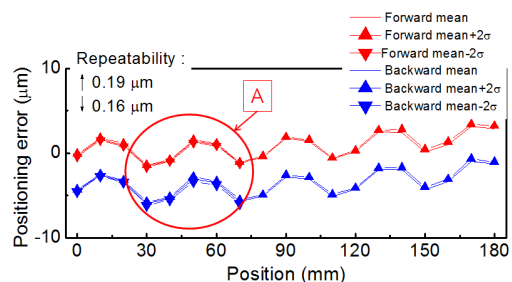 Forward mean
Forward mean+2σ
Forward mean-2σ
Backward mean
Backward mean+2σ
Backward mean-2σ
Repeatability :
↑ 0.19 μm
↓ 0.16 μm
A
Positioning error (μm)
10
0
-10
0 30 60 90 120 150 180
Position (mm)